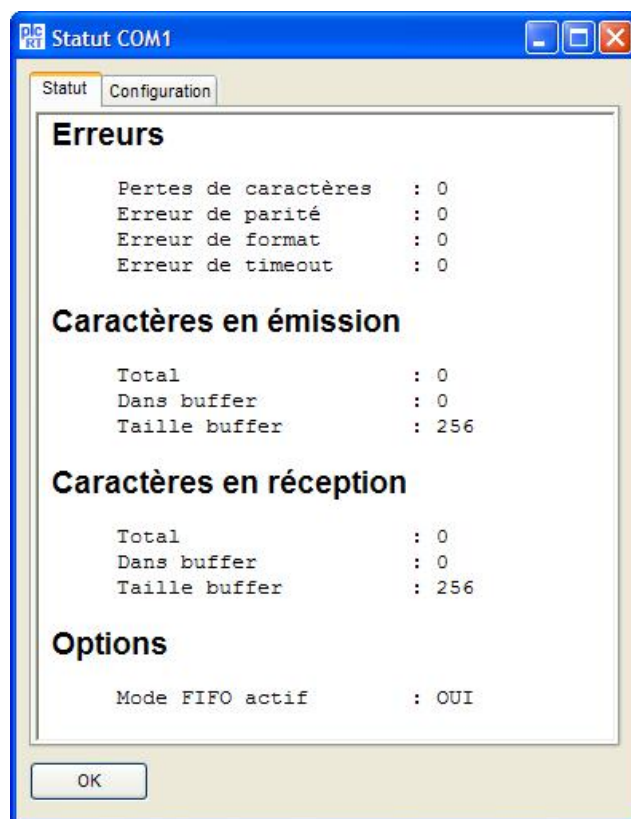 plc RT Statut COM1
Statut Configuration
Erreurs
Pertes de caractères : 0
Erreur de parité : 0
Erreur de format : 0
Erreur de timeout : 0
Caractères en émission
Total : 0
Dans buffer : 0
Taille buffer : 256
Caractères en réception
Total : 0
Dans buffer : 0
Taille buffer : 256
Options
Mode FIFO actif : OUI
OK